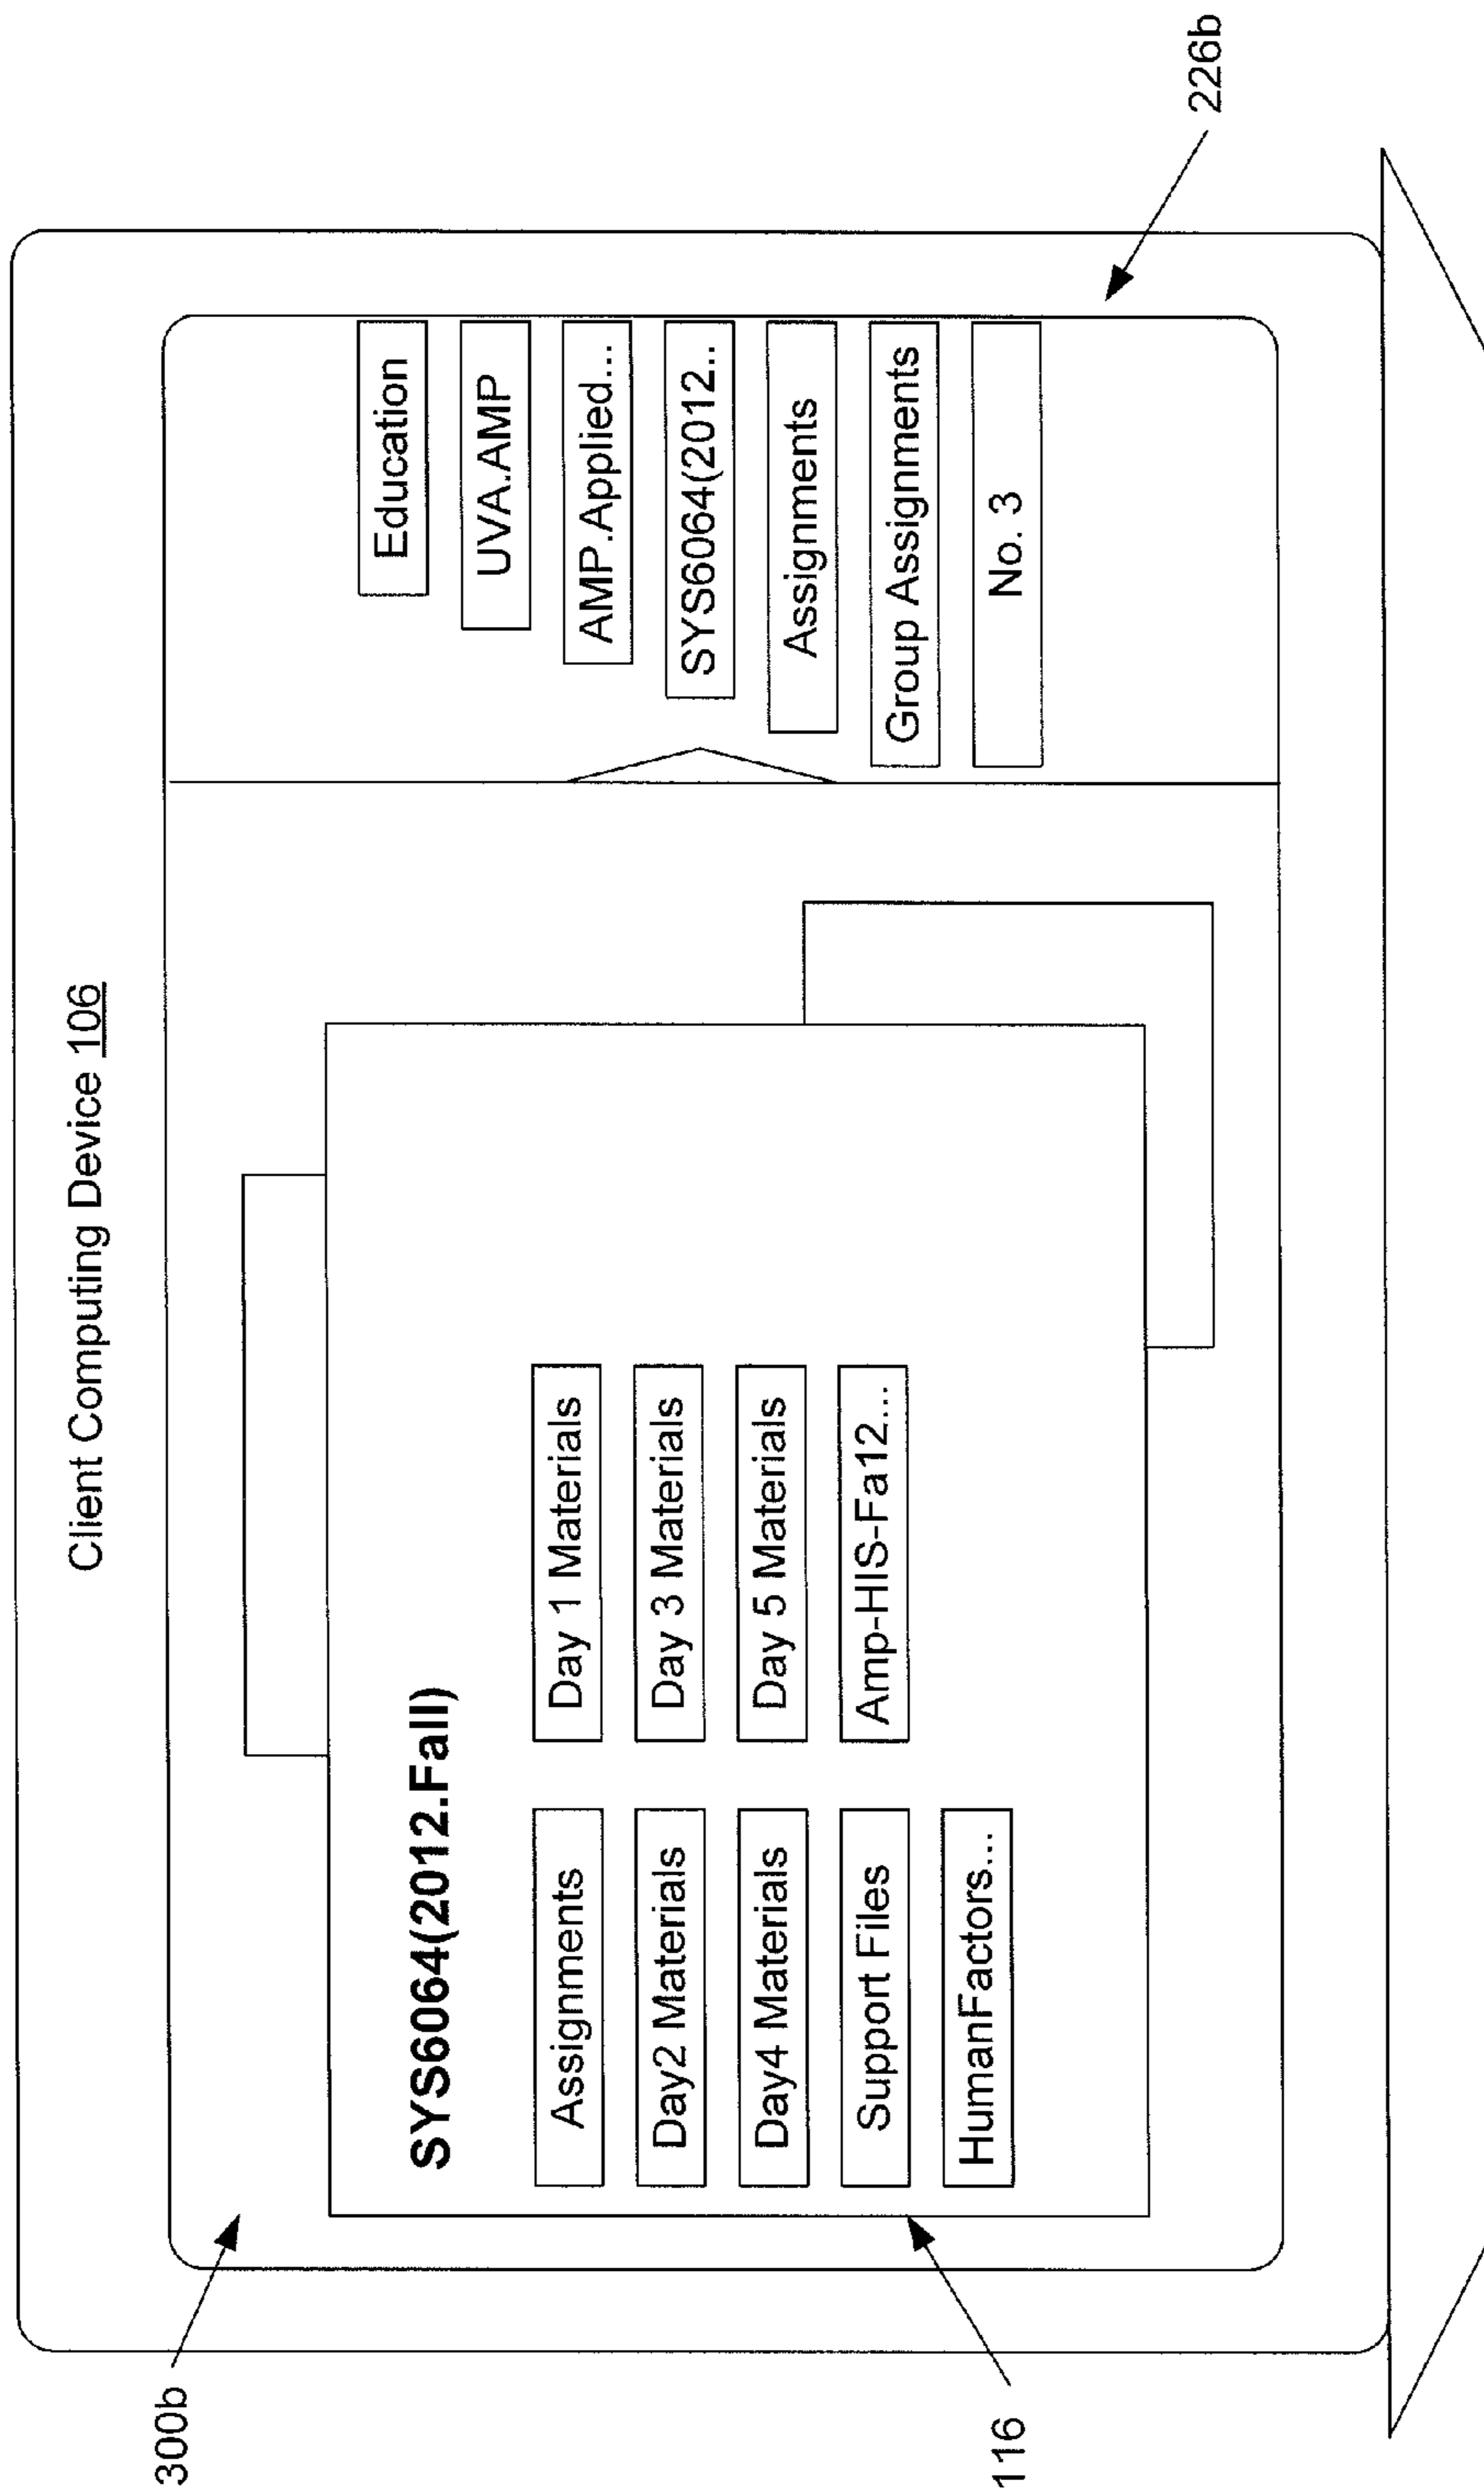 Client Computing Device 106
300b
SYS6064(2012.Fall)
Assignments
Day 1 Materials
Day2 Materials
Day 3 Materials
Day4 Materials
Day 5 Materials
Support Files
Amp-HIS-Fa12...
HumanFactors...
116
Education
UVA.AMP
AMP.Applied...
SYS6064(2012..
Assignments
Group Assignments
No. 3
226b